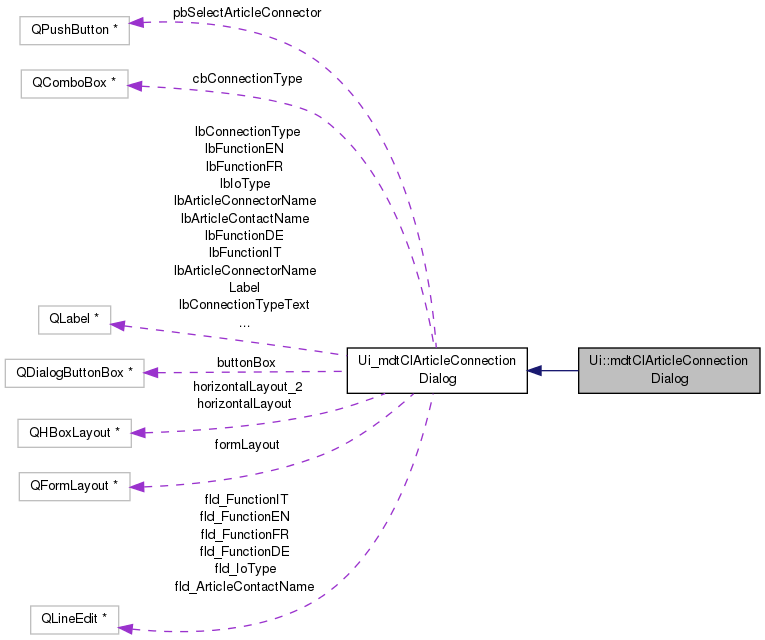 pbSelectArticleConnector
QPushButton *
cbConnectionType
QComboBox *
lbConnectionType
lbFunctionEN
lbFunctionFR
lbIoType
lbArticleConnectorName
lbArticleContactName
lbFunctionDE
lbFunctionIT
lbArticleConnectorName
Label
lbConnectionTypeText
...
QLabel *
buttonBox
QDialogButtonBox *
Ui_mdtClArticleConnection
Dialog
Ui::mdtClArticleConnection
Dialog
horizontalLayout_2
horizontalLayout
QHBoxLayout *
formLayout
QFormLayout *
fld_FunctionIT
fld_FunctionEN
fld_FunctionFR
fld_FunctionDE
fld_IoType
fld_ArticleContactName
QLineEdit *